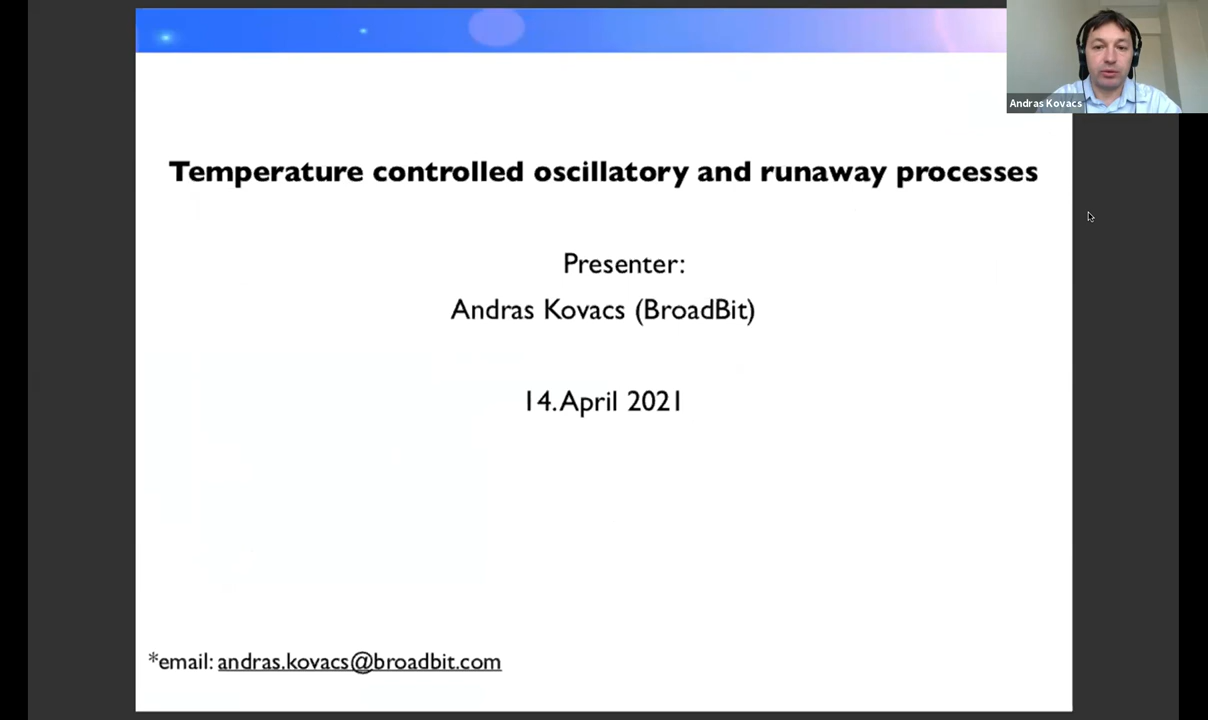 Andras Kovacs
Temperature controlled oscillatory and runaway processes
Presenter:
Andras Kovacs (BroadBit)
14.April 2021
*email: andras.kovacs@broadbit.com